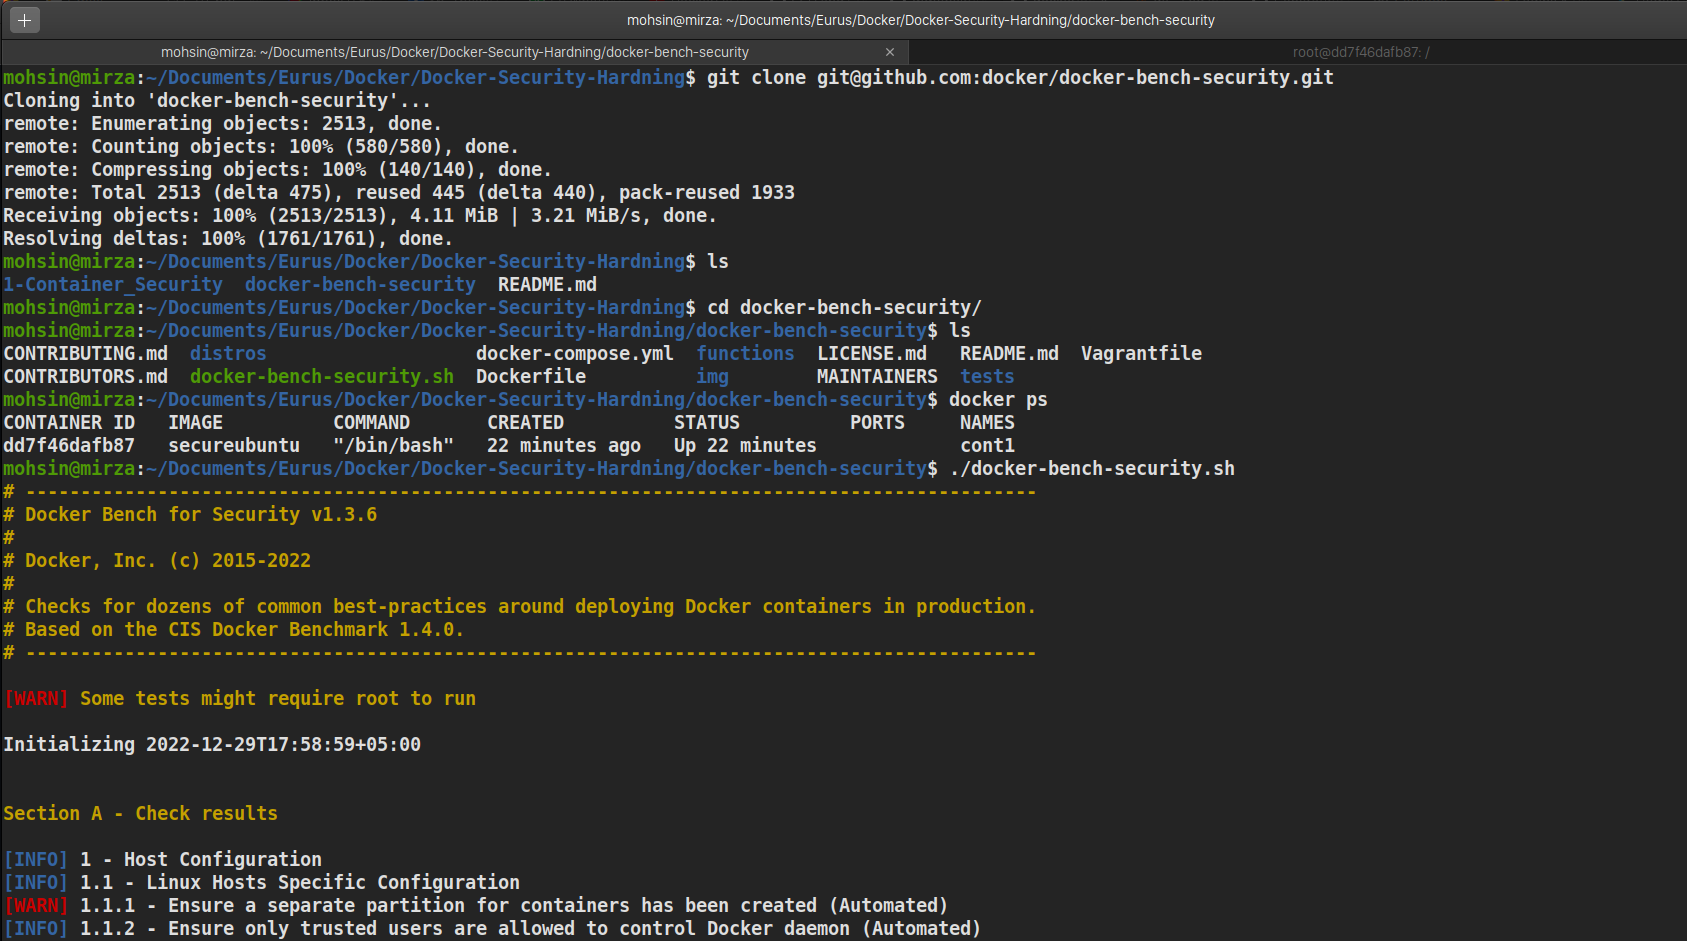 mohsin@mirza: ~/Documents/Eurus/Docker/Docker-Security-Hardning/docker-bench-security
mohsin@mirza: ~/Documents/Eurus/Docker/Docker-Security-Hardning/docker-bench-security × root@dd7f46dafb87: /
mohsin@mirza:~/Documents/Eurus/Docker/Docker-Security-Hardning$ git clone git@github.com:docker/docker-bench-security.git
Cloning into 'docker-bench-security'...
remote: Enumerating objects: 2513, done.
remote: Counting objects: 100% (580/580), done.
remote: Compressing objects: 100% (140/140), done.
remote: Total 2513 (delta 475), reused 445 (delta 440), pack-reused 1933
Receiving objects: 100% (2513/2513), 4.11 MiB | 3.21 MiB/s, done.
Resolving deltas: 100% (1761/1761), done.
mohsin@mirza:~/Documents/Eurus/Docker/Docker-Security-Hardning$ ls
1-Container_Security  docker-bench-security  README.md
mohsin@mirza:~/Documents/Eurus/Docker/Docker-Security-Hardning$ cd docker-bench-security/
mohsin@mirza:~/Documents/Eurus/Docker/Docker-Security-Hardning/docker-bench-security$ ls
CONTRIBUTING.md  distros                   docker-compose.yml  functions  LICENSE.md   README.md  Vagrantfile
CONTRIBUTORS.md  docker-bench-security.sh  Dockerfile          img        MAINTAINERS  tests
mohsin@mirza:~/Documents/Eurus/Docker/Docker-Security-Hardning/docker-bench-security$ docker ps
CONTAINER ID   IMAGE          COMMAND       CREATED          STATUS          PORTS     NAMES
dd7f46dafb87   secureubuntu   "/bin/bash"   22 minutes ago   Up 22 minutes             cont1
mohsin@mirza:~/Documents/Eurus/Docker/Docker-Security-Hardning/docker-bench-security$ ./docker-bench-security.sh
# --------------------------------------------------------------------------------------------
# Docker Bench for Security v1.3.6
#
# Docker, Inc. (c) 2015-2022
#
# Checks for dozens of common best-practices around deploying Docker containers in production.
# Based on the CIS Docker Benchmark 1.4.0.
# --------------------------------------------------------------------------------------------
[WARN] Some tests might require root to run
Initializing 2022-12-29T17:58:59+05:00
Section A - Check results
[INFO] 1 - Host Configuration
[INFO] 1.1 - Linux Hosts Specific Configuration
[WARN] 1.1.1 - Ensure a separate partition for containers has been created (Automated)
[INFO] 1.1.2 - Ensure only trusted users are allowed to control Docker daemon (Automated)